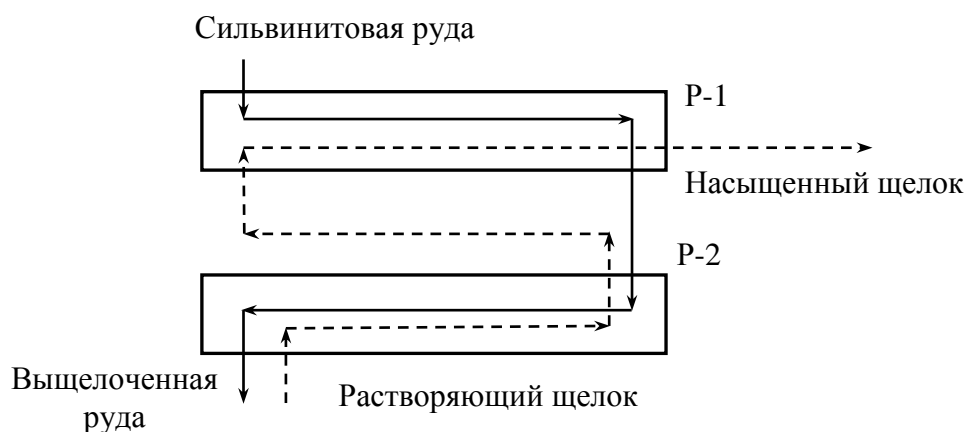 Сильвинитовая руда
Р-1
Насыщенный щелок
Р-2
Выщелоченная
руда
Растворяющий щелок